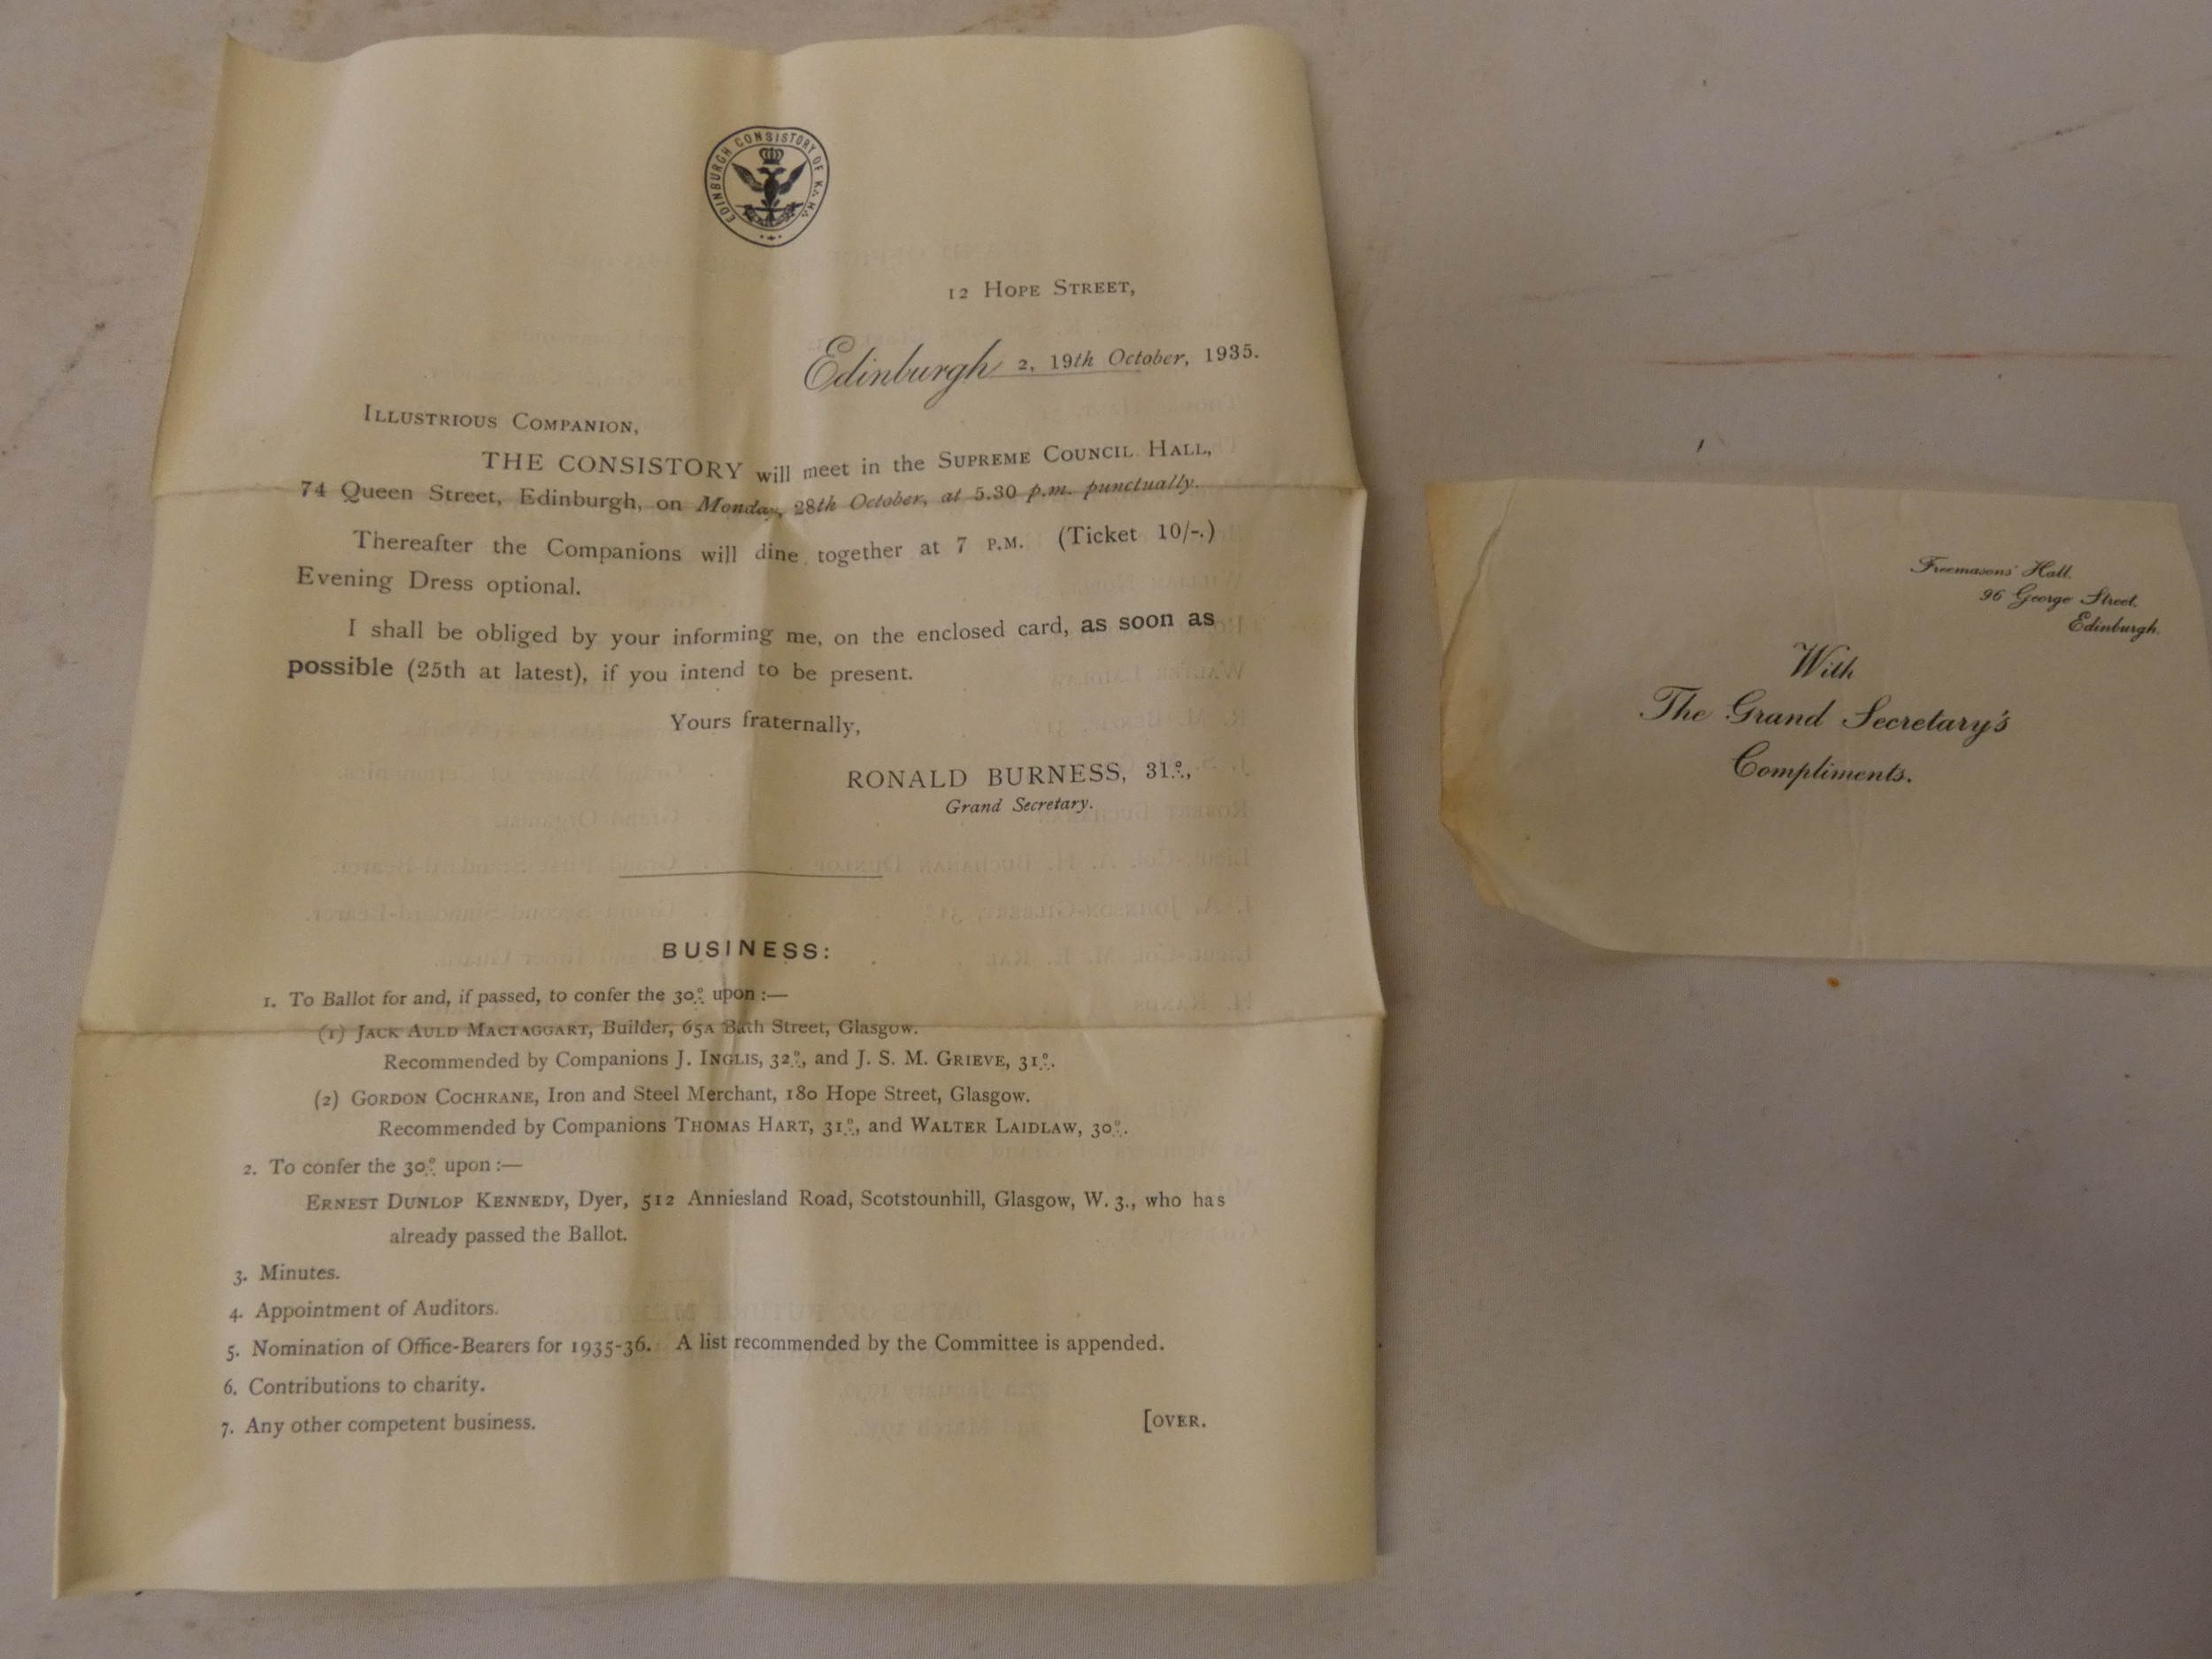 EDINBURGH CONSISTORY OF K∴H∴
12 HOPE STREET,
Edinburgh 2, 19th October, 1935.
ILLUSTRIOUS COMPANION,
THE CONSISTORY will meet in the SUPREME COUNCIL HALL,
74 Queen Street, Edinburgh, on Monday, 28th October, at 5.30 p.m. punctually.
Thereafter the Companions will dine together at 7 P.M. (Ticket 10/-.)
Evening Dress optional.
I shall be obliged by your informing me, on the enclosed card, as soon as
possible (25th at latest), if you intend to be present.
Yours fraternally,
RONALD BURNESS, 31°∴,
Grand Secretary.
BUSINESS:
1. To Ballot for and, if passed, to confer the 30°∴ upon :—
(1) JACK AULD MACTAGGART, Builder, 65A Bath Street, Glasgow.
Recommended by Companions J. INGLIS, 32°∴, and J. S. M. GRIEVE, 31°∴.
(2) GORDON COCHRANE, Iron and Steel Merchant, 180 Hope Street, Glasgow.
Recommended by Companions THOMAS HART, 31°∴, and WALTER LAIDLAW, 30°∴.
2. To confer the 30°∴ upon :—
ERNEST DUNLOP KENNEDY, Dyer, 512 Anniesland Road, Scotstounhill, Glasgow, W. 3., who has
already passed the Ballot.
3. Minutes.
4. Appointment of Auditors.
5. Nomination of Office-Bearers for 1935-36. A list recommended by the Committee is appended.
6. Contributions to charity.
7. Any other competent business.
[OVER.
Freemasons' Hall.
96 George Street.
Edinburgh.
With
The Grand Secretary's
Compliments.